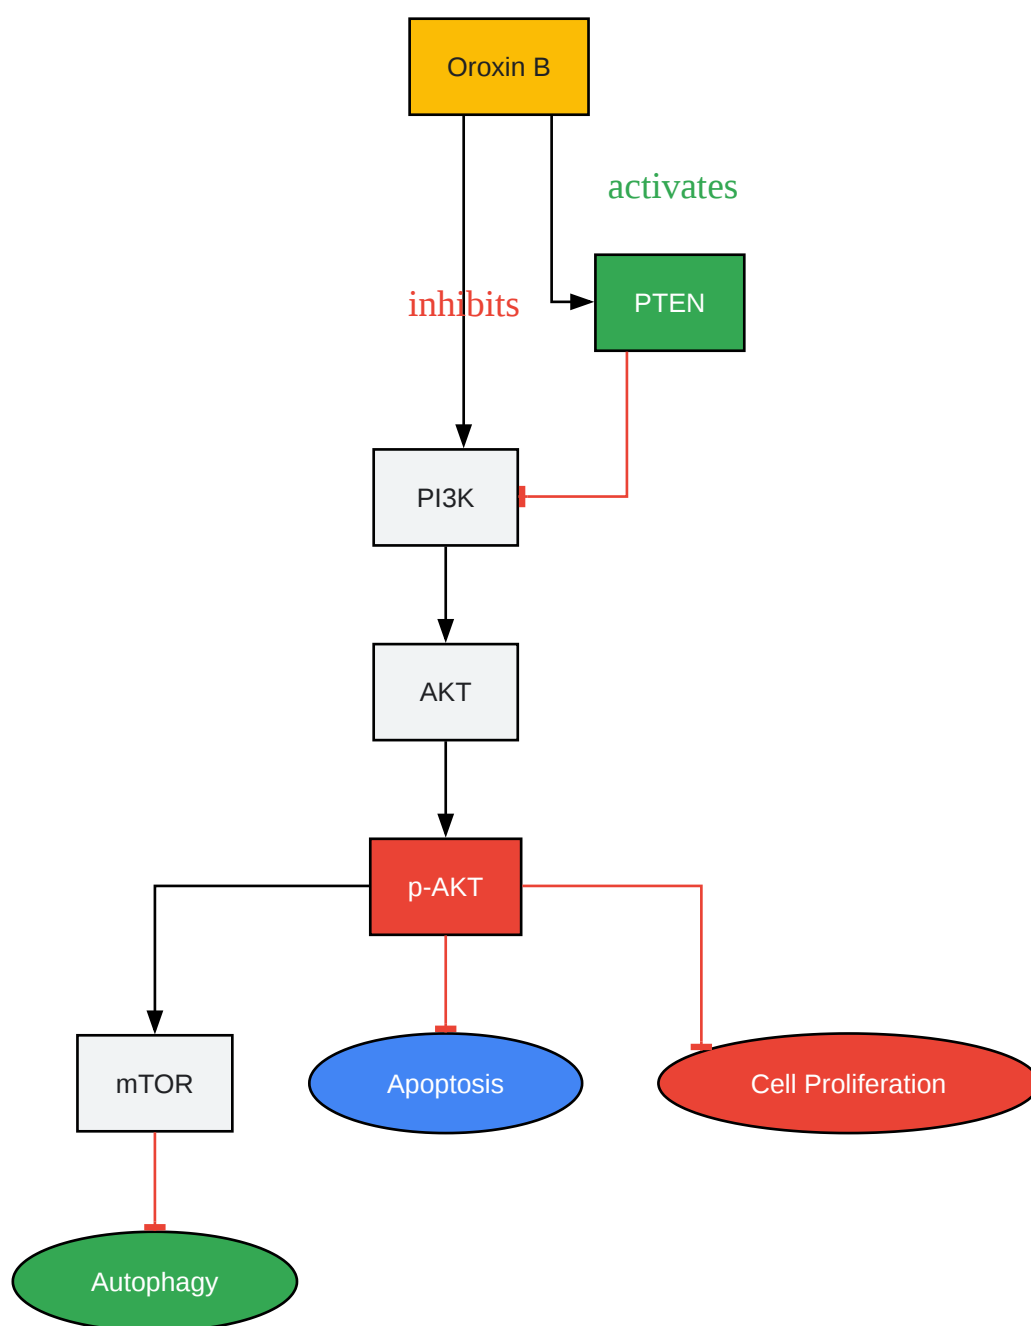 Oroxin B
activates
inhibits
PTEN
PI3K
AKT
p-AKT
mTOR
Apoptosis
Cell Proliferation
Autophagy